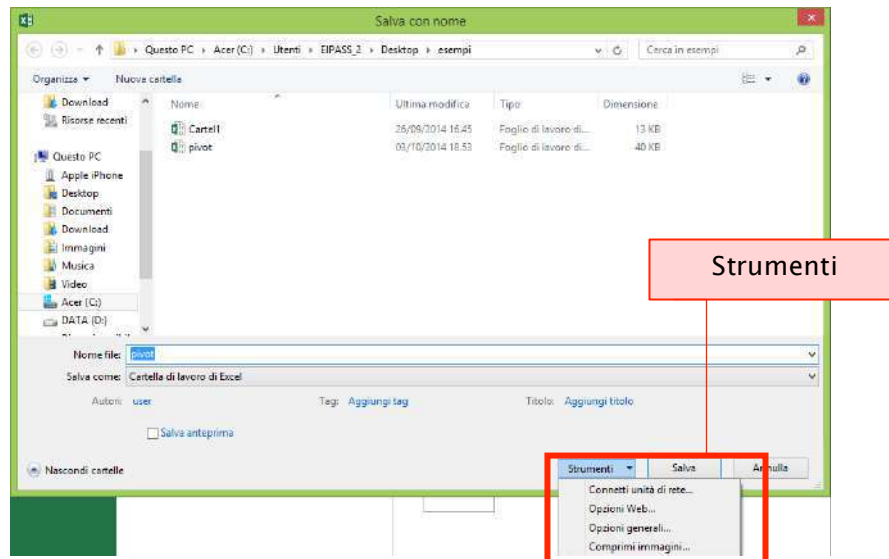 Salva con nome
Questo PC Acer (C:) Utenti EIPASS_2 Desktop esempi Cerca in esempi
Organizza Nuova cartella
Download Nome Ultima modifica Tipo Dimensione
Risorse recenti Cartel1 26/09/2014 16.45 Foglio di lavoro di... 13 KB
pivot 03/10/2014 18.53 Foglio di lavoro di... 40 KB
Questo PC
Apple iPhone
Desktop
Documenti
Download
Immagini
Musica
Video
Acer (C:)
DATA (D:)
Strumenti
Nome file: pivot
Salva come: Cartella di lavoro di Excel
Autori: user Tag: Aggiungi tag Titolo: Aggiungi titolo
Salva anteprima
Nascondi cartelle Strumenti Salva Annulla
Connetti unità di rete...
Opzioni Web...
Opzioni generali...
Comprimi immagini...